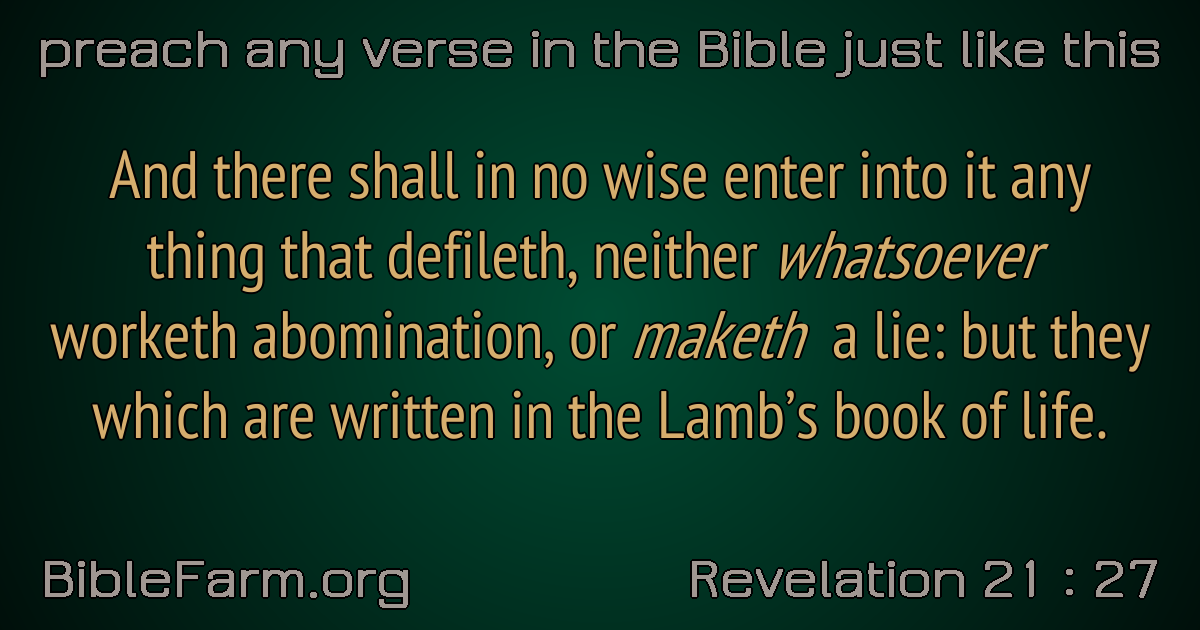 preach any verse in the Bible just like this
And there shall in no wise enter into it any
thing that defileth, neither whatsoever
worketh abomination, or maketh a lie: but they
which are written in the Lamb’s book of life.
BibleFarm.org
Revelation 21 : 27